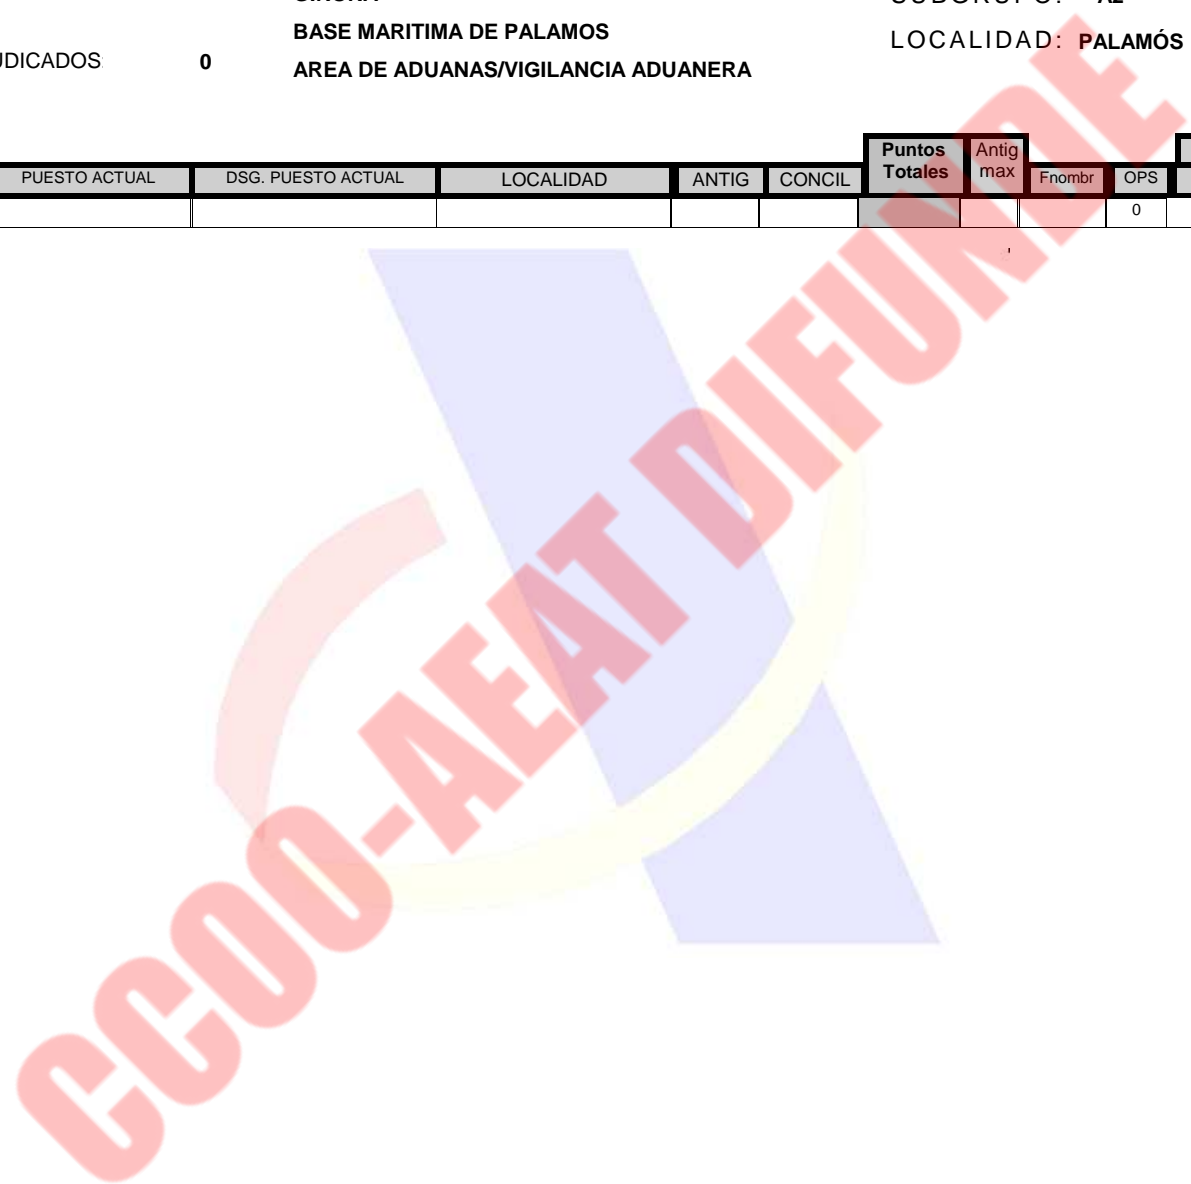 BASE MARITIMA DE PALAMOS
LOCALIDAD: PALAMÓS
0
AREA DE ADUANAS/VIGILANCIA ADUANERA
PUESTO ACTUAL DSG. PUESTO ACTUAL LOCALIDAD ANTIG CONCIL Puntos Totales Antig max Fnombr OPS
0
CCOO-AEAT DIFUNDE